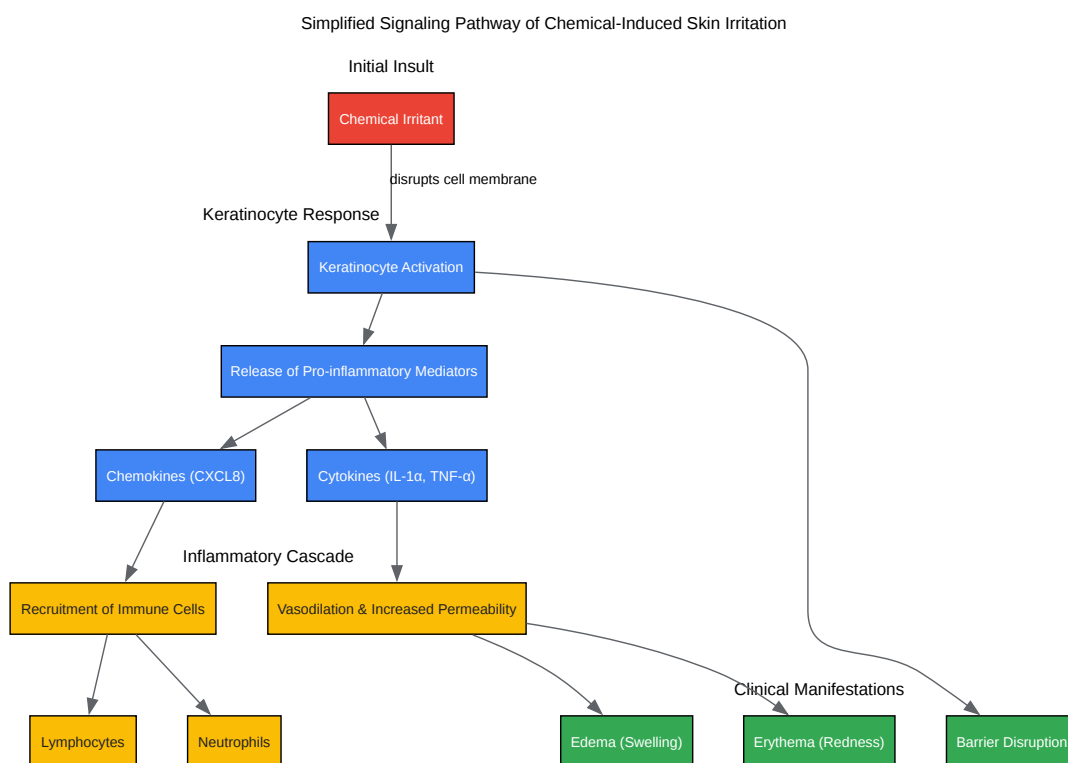 Simplified Signaling Pathway of Chemical-Induced Skin Irritation
Initial Insult
Chemical Irritant
disrupts cell membrane
Keratinocyte Response
Keratinocyte Activation
Release of Pro-inflammatory Mediators
Chemokines (CXCL8)
Cytokines (IL-1α, TNF-α)
Inflammatory Cascade
Recruitment of Immune Cells
Vasodilation & Increased Permeability
Clinical Manifestations
Lymphocytes
Neutrophils
Edema (Swelling)
Erythema (Redness)
Barrier Disruption